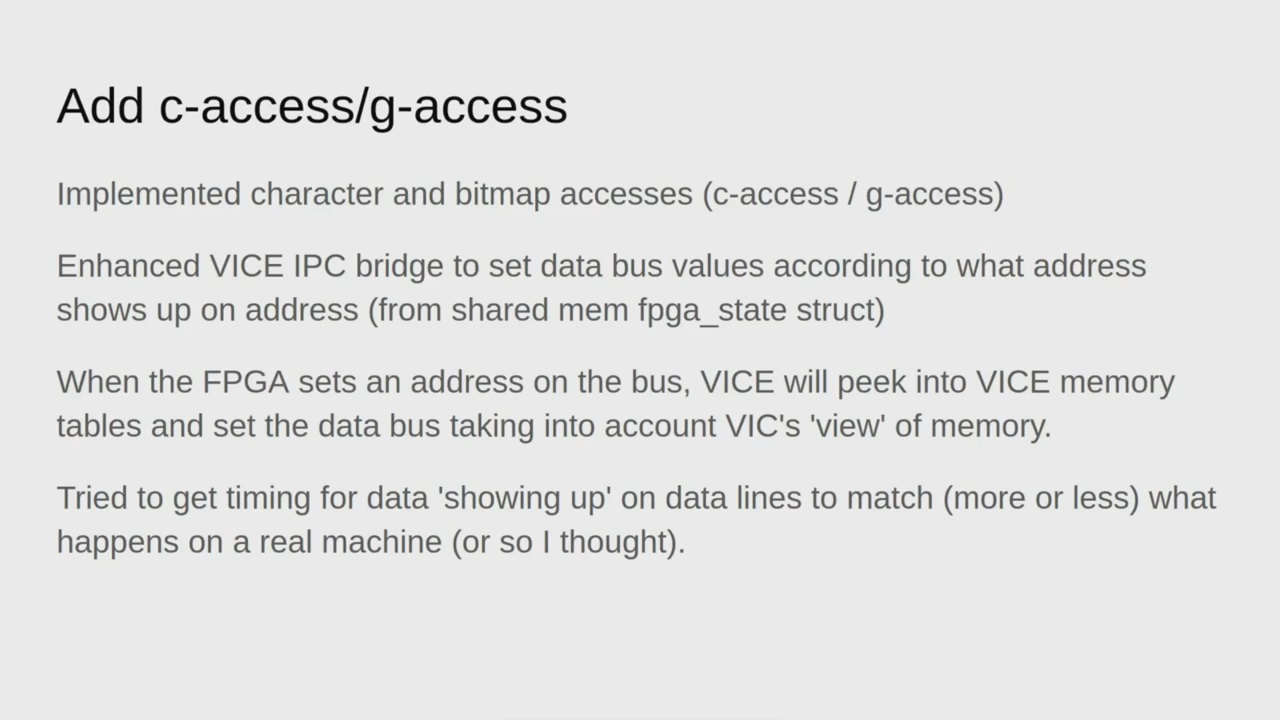 Add c-access/g-access
Implemented character and bitmap accesses (c-access / g-access)
Enhanced VICE IPC bridge to set data bus values according to what address
shows up on address (from shared mem fpga_state struct)
When the FPGA sets an address on the bus, VICE will peek into VICE memory
tables and set the data bus taking into account VIC's 'view' of memory.
Tried to get timing for data 'showing up' on data lines to match (more or less) what
happens on a real machine (or so I thought).